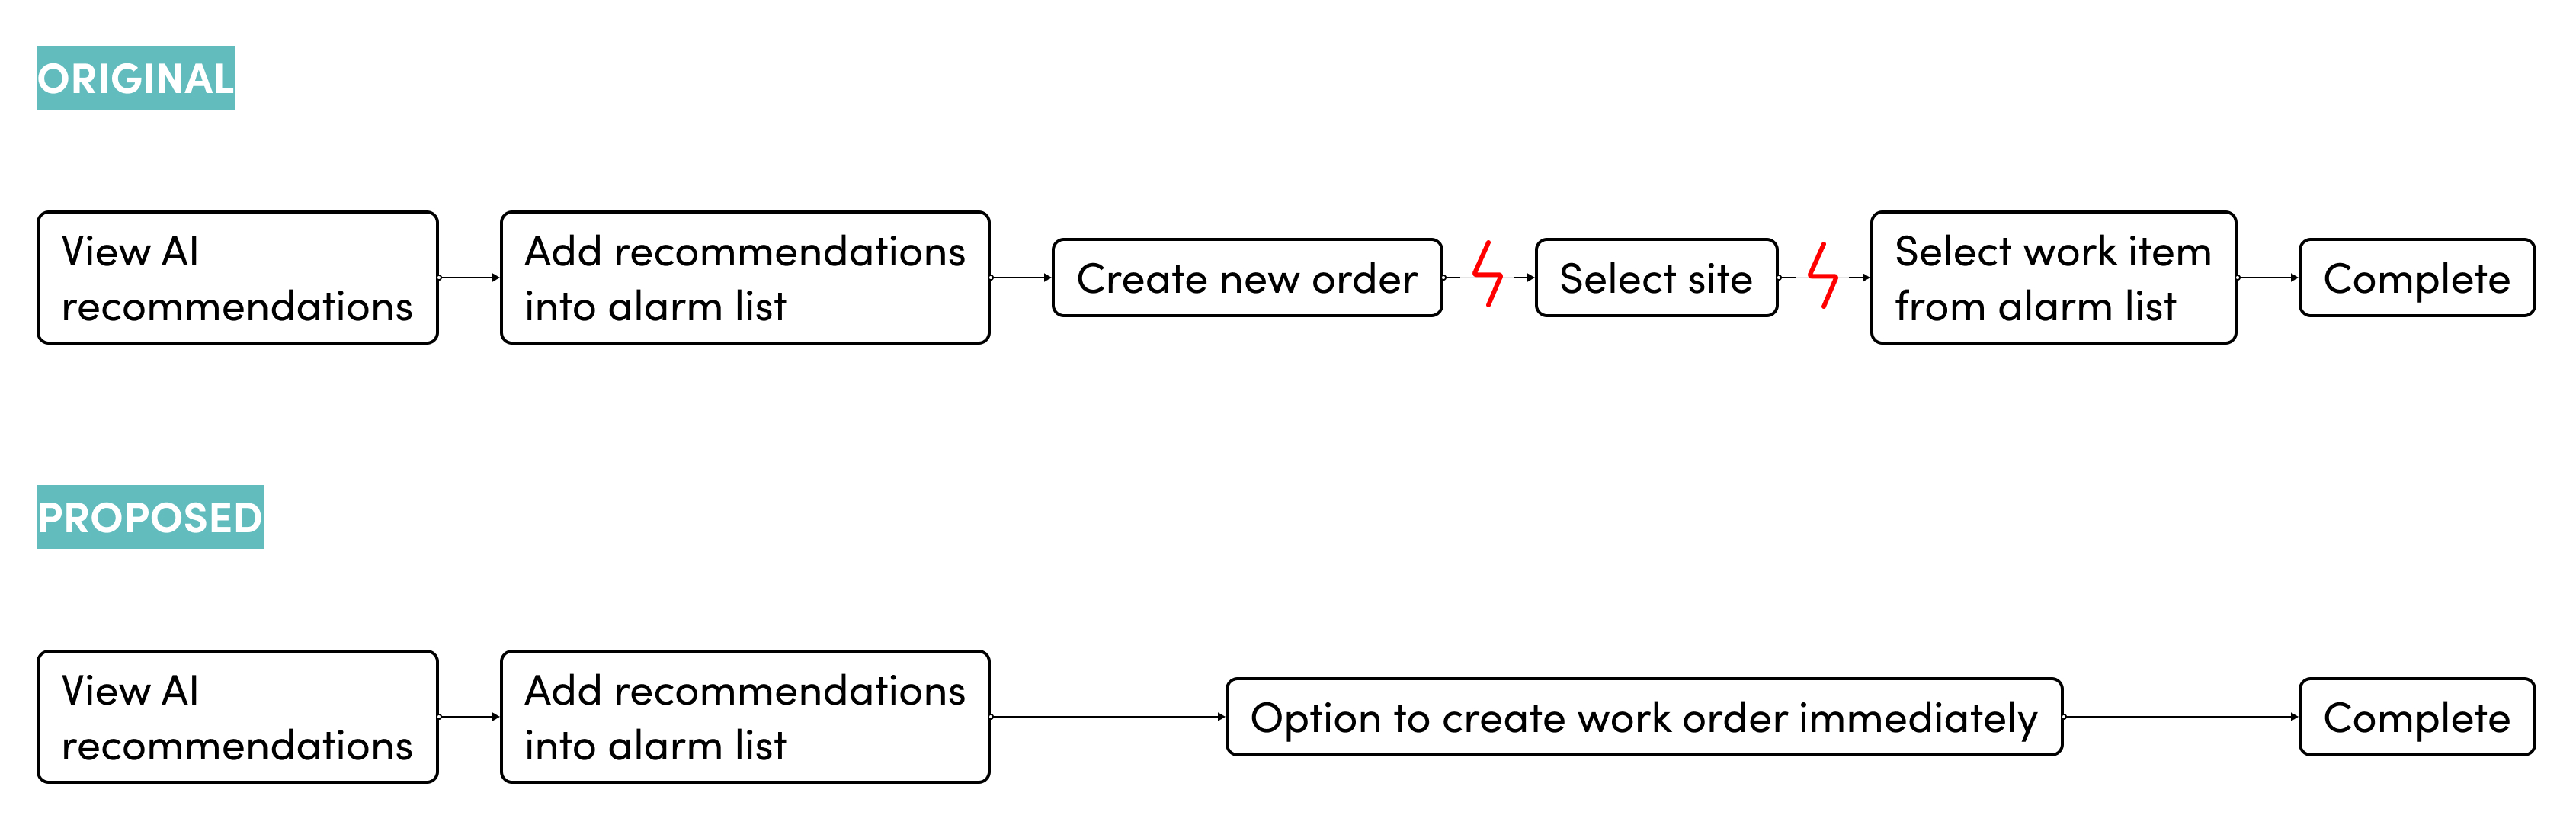 ORIGINAL
View AI
recommendations
Add recommendations
into alarm list
Create new order
Select site
Select work item
from alarm list
Complete
PROPOSED
View AI
recommendations
Add recommendations
into alarm list
Option to create work order immediately
Complete